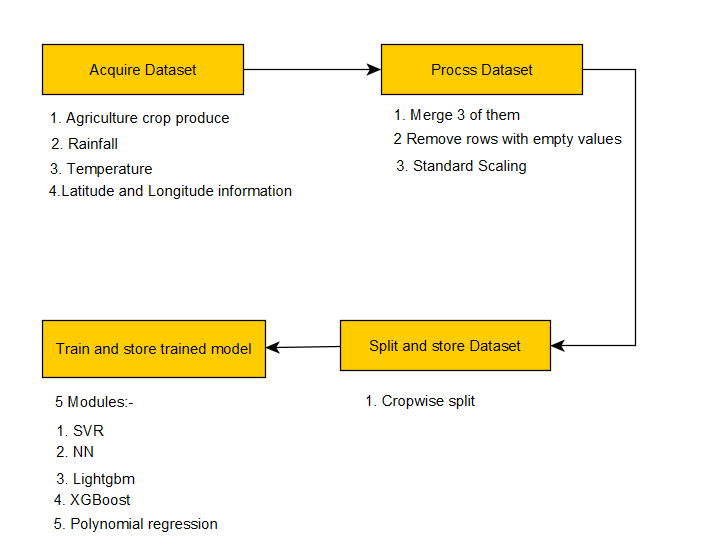 Acquire Dataset
1. Agriculture crop produce
2. Rainfall
3. Temperature
4.Latitude and Longitude information
Procss Dataset
1. Merge 3 of them
2 Remove rows with empty values
3. Standard Scaling
Split and store Dataset
1. Cropwise split
Train and store trained model
5 Modules:-
1. SVR
2. NN
3. Lightgbm
4. XGBoost
5. Polynomial regression